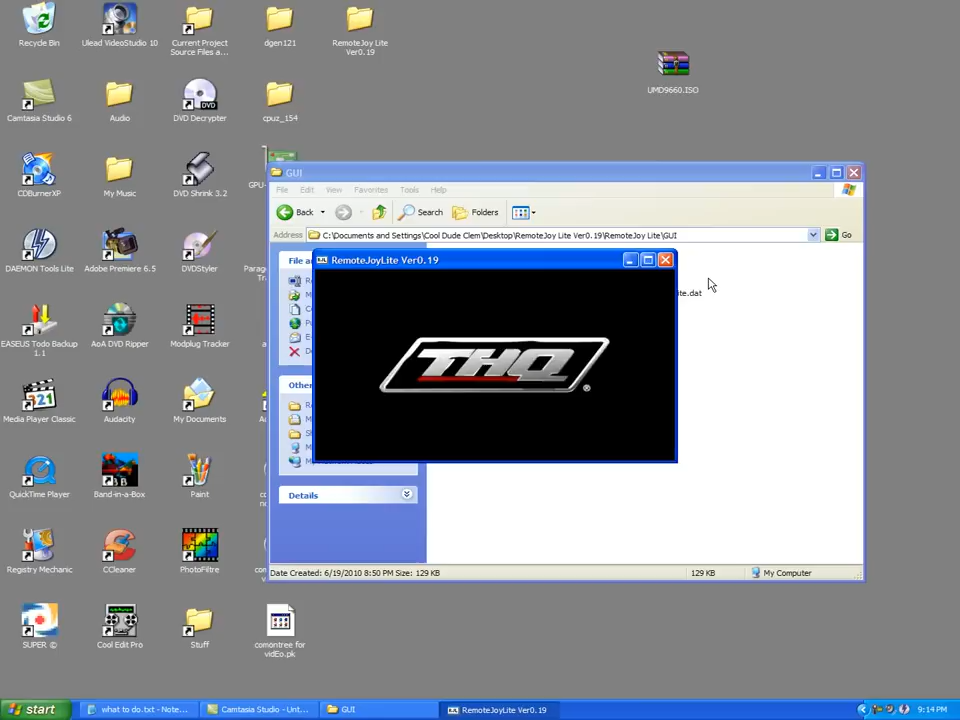 Recycle Bin
Ulead VideoStudio 10
Current Project
Source Files a...
dgen121
RemoteJoy Lite
Ver0.19
UMD9660.ISO
Camtasia Studio 6
Audio
DVD Decrypter
cpuz_154
GPU-
CDBurnerXP
My Music
DVD Shrink 3.2
DAEMON Tools Lite
Adobe Premiere 6.5
DVDStyler
Parago
EASEUS Todo Backup
1.1
AoA DVD Ripper
Modplug Tracker
Media Player Classic
Audacity
My Documents
QuickTime Player
Band-in-a-Box
Paint
Registry Mechanic
CCleaner
PhotoFiltre
SUPER ©
Cool Edit Pro
Stuff
comontree for
vidEo.pk
GUI
File Edit View Favorites Tools Help
Back Search Folders
Address C:\Documents and Settings\Cool Dude Clem\Desktop\RemoteJoy Lite Ver0.19\RemoteJoy Lite\GUI Go
File a
ite.dat
Other
Details
RemoteJoyLite Ver0.19
THQ ®
Date Created: 6/19/2010 8:50 PM Size: 129 KB 129 KB My Computer
start what to do.txt - Note... Camtasia Studio - Unt... GUI RemoteJoyLite Ver0.19 9:14 PM